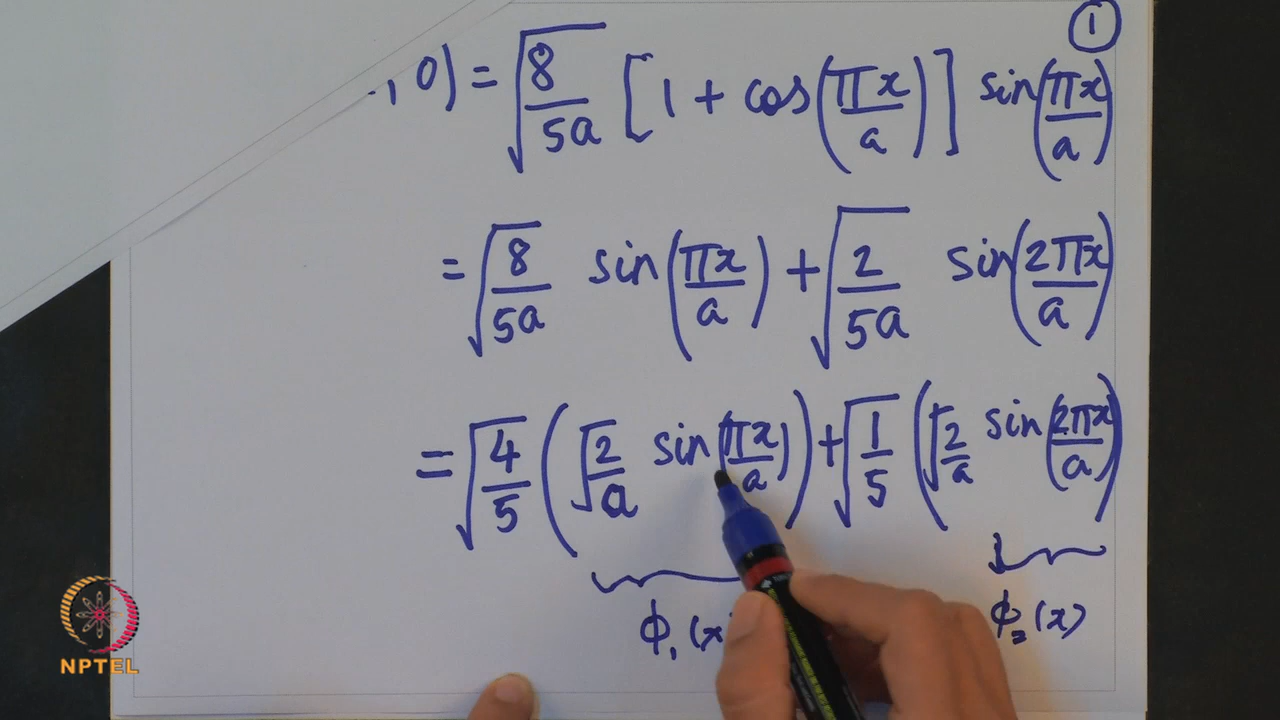 , 0) = √(8/5a) [1 + cos(πx/a)] sin(πx/a)
①
= √(8/5a) sin(πx/a) + √(2/5a) sin(2πx/a)
= √(4/5) (√(2/a) sin(πx/a)) + √(1/5) (√(2/a) sin(2πx/a))
ϕ₁(x) ϕ₂(x)
NPTEL